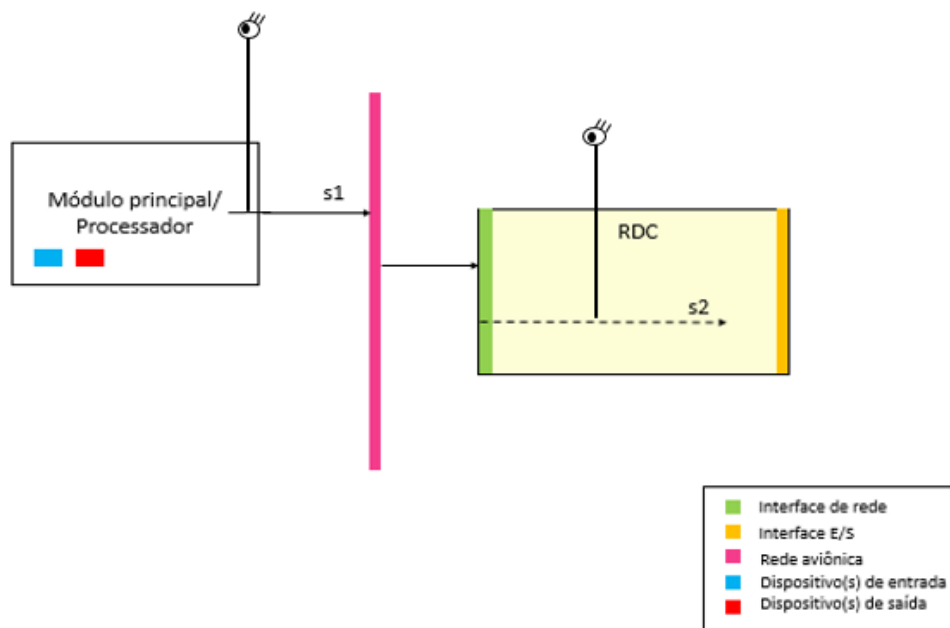 Módulo principal/
Processador
s1
RDC
s2
Interface de rede
Interface E/S
Rede aviônica
Dispositivo(s) de entrada
Dispositivo(s) de saída